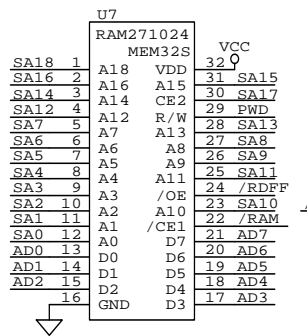 U7
RAM271024
MEM32S
VCC
SA18 1 A18 VDD 32
SA16 2 A16 A15 31 SA15
SA14 3 A14 CE2 30 SA17
SA12 4 A12 R/W 29 PWD
SA7 5 A7 A13 28 SA13
SA6 6 A6 A8 27 SA8
SA5 7 A5 A9 26 SA9
SA4 8 A4 A11 25 SA11
SA3 9 A3 /OE 24 /RDFF
SA2 10 A2 A10 23 SA10
SA1 11 A1 /CE1 22 /RAM
SA0 12 A0 D7 21 AD7
AD0 13 D0 D6 20 AD6
AD1 14 D1 D5 19 AD5
AD2 15 D2 D4 18 AD4
16 GND D3 17 AD3